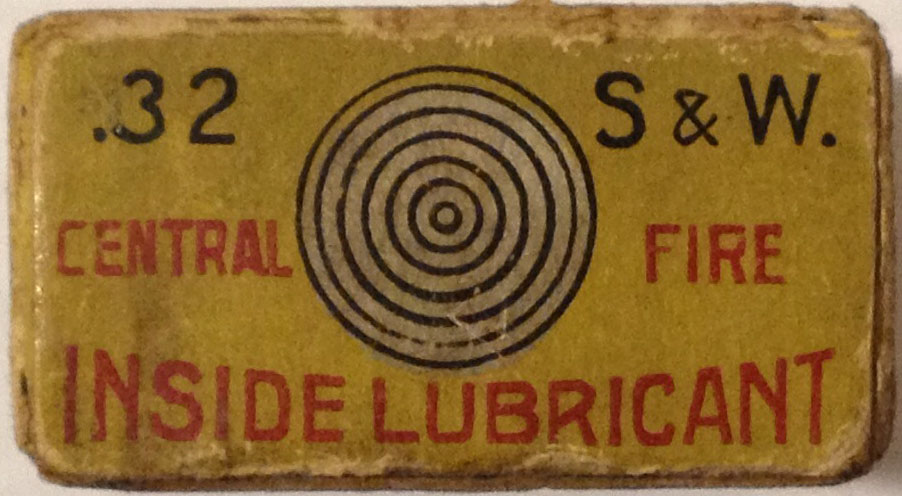 .32 S & W.
CENTRAL FIRE
INSIDE LUBRICANT